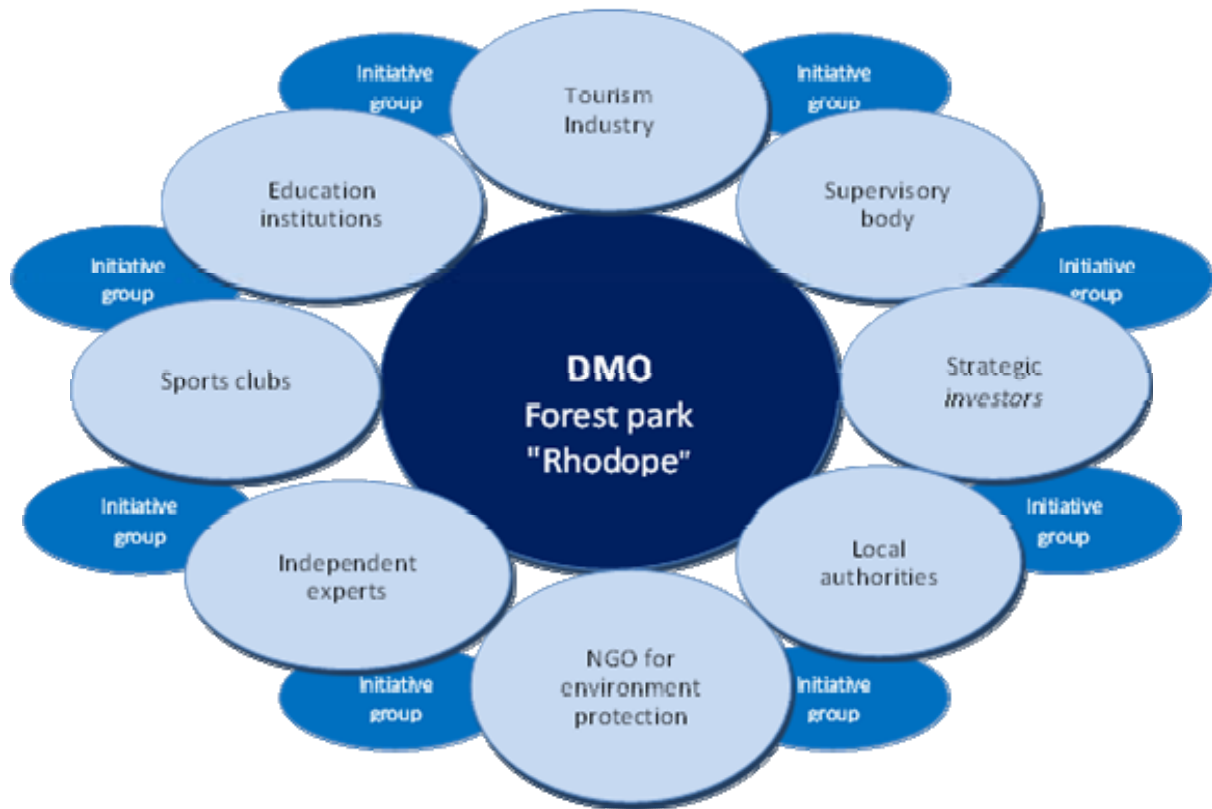 Initiative
group
Tourism
Industry
Initiative
group
Education
institutions
Supervisory
body
Initiative
group
Initiative
group
Sports clubs
DMO
Forest park
"Rhodope"
Strategic
investors
Initiative
group
Initiative
group
Independent
experts
Local
authorities
Initiative
group
NGO for
environment
protection
Initiative
group